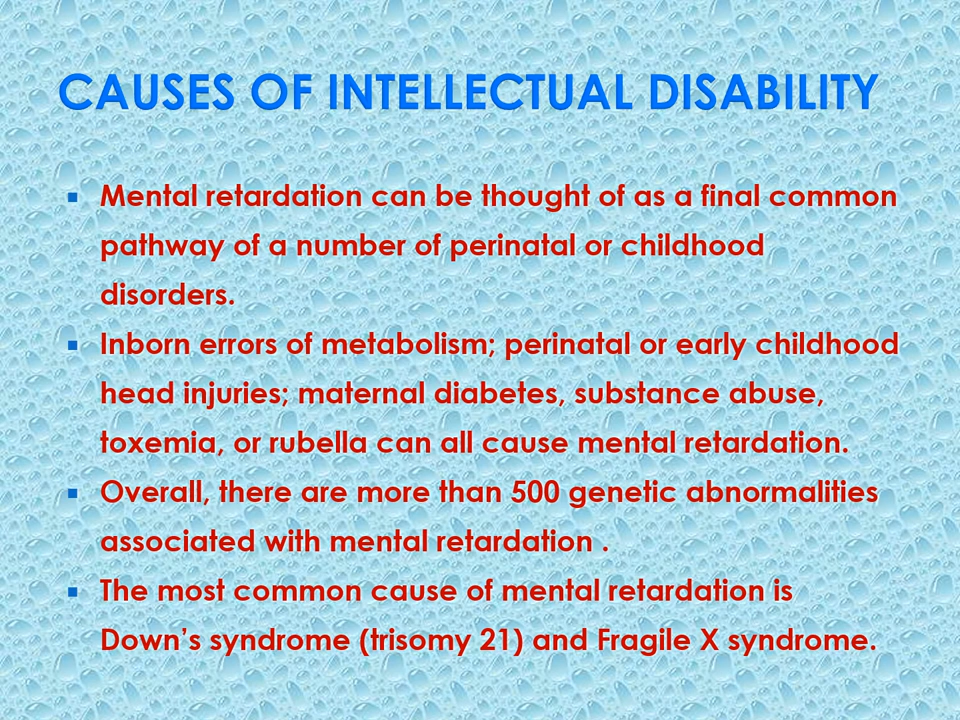 CAUSES OF INTELLECTUAL DISABILITY
Mental retardation can be thought of as a final common
pathway of a number of perinatal or childhood
disorders.
Inborn errors of metabolism; perinatal or early childhood
head injuries; maternal diabetes, substance abuse,
toxemia, or rubella can all cause mental retardation.
Overall, there are more than 500 genetic abnormalities
associated with mental retardation .
The most common cause of mental retardation is
Down’s syndrome (trisomy 21) and Fragile X syndrome.